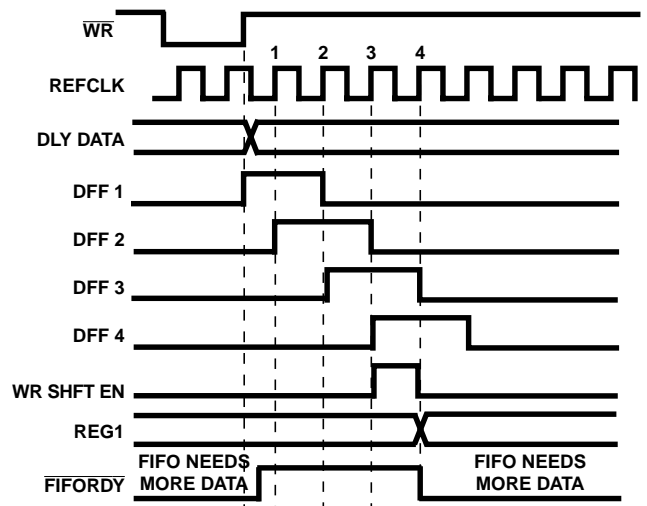 WR
1 2 3 4
REFCLK
DLY DATA
DFF 1
DFF 2
DFF 3
DFF 4
WR SHFT EN
REG1
FIFO NEEDS
MORE DATA
FIFO NEEDS
MORE DATA
FIFORDY